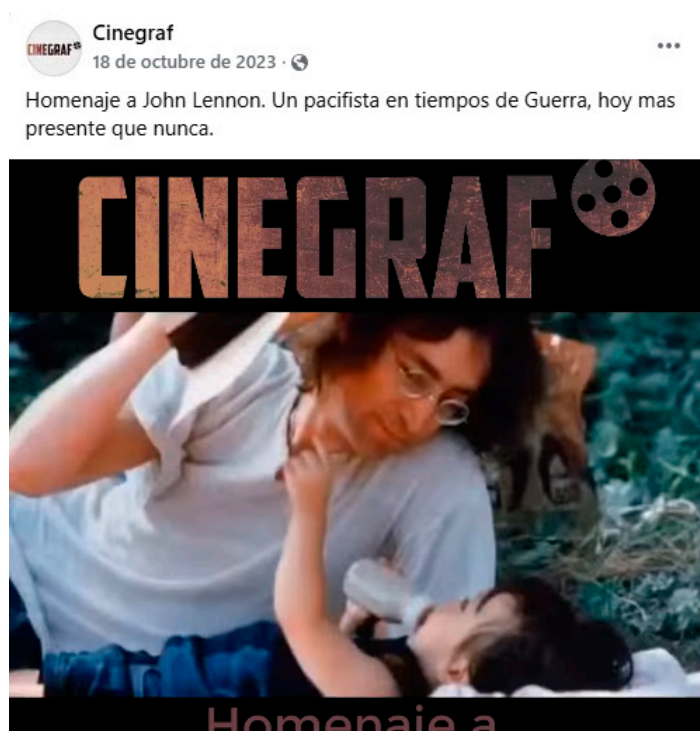 CINEGRAF
Cinegraf
18 de octubre de 2023 ·
Homenaje a John Lennon. Un pacifista en tiempos de Guerra, hoy mas
presente que nunca.
CINEGRAF
Homenaje a